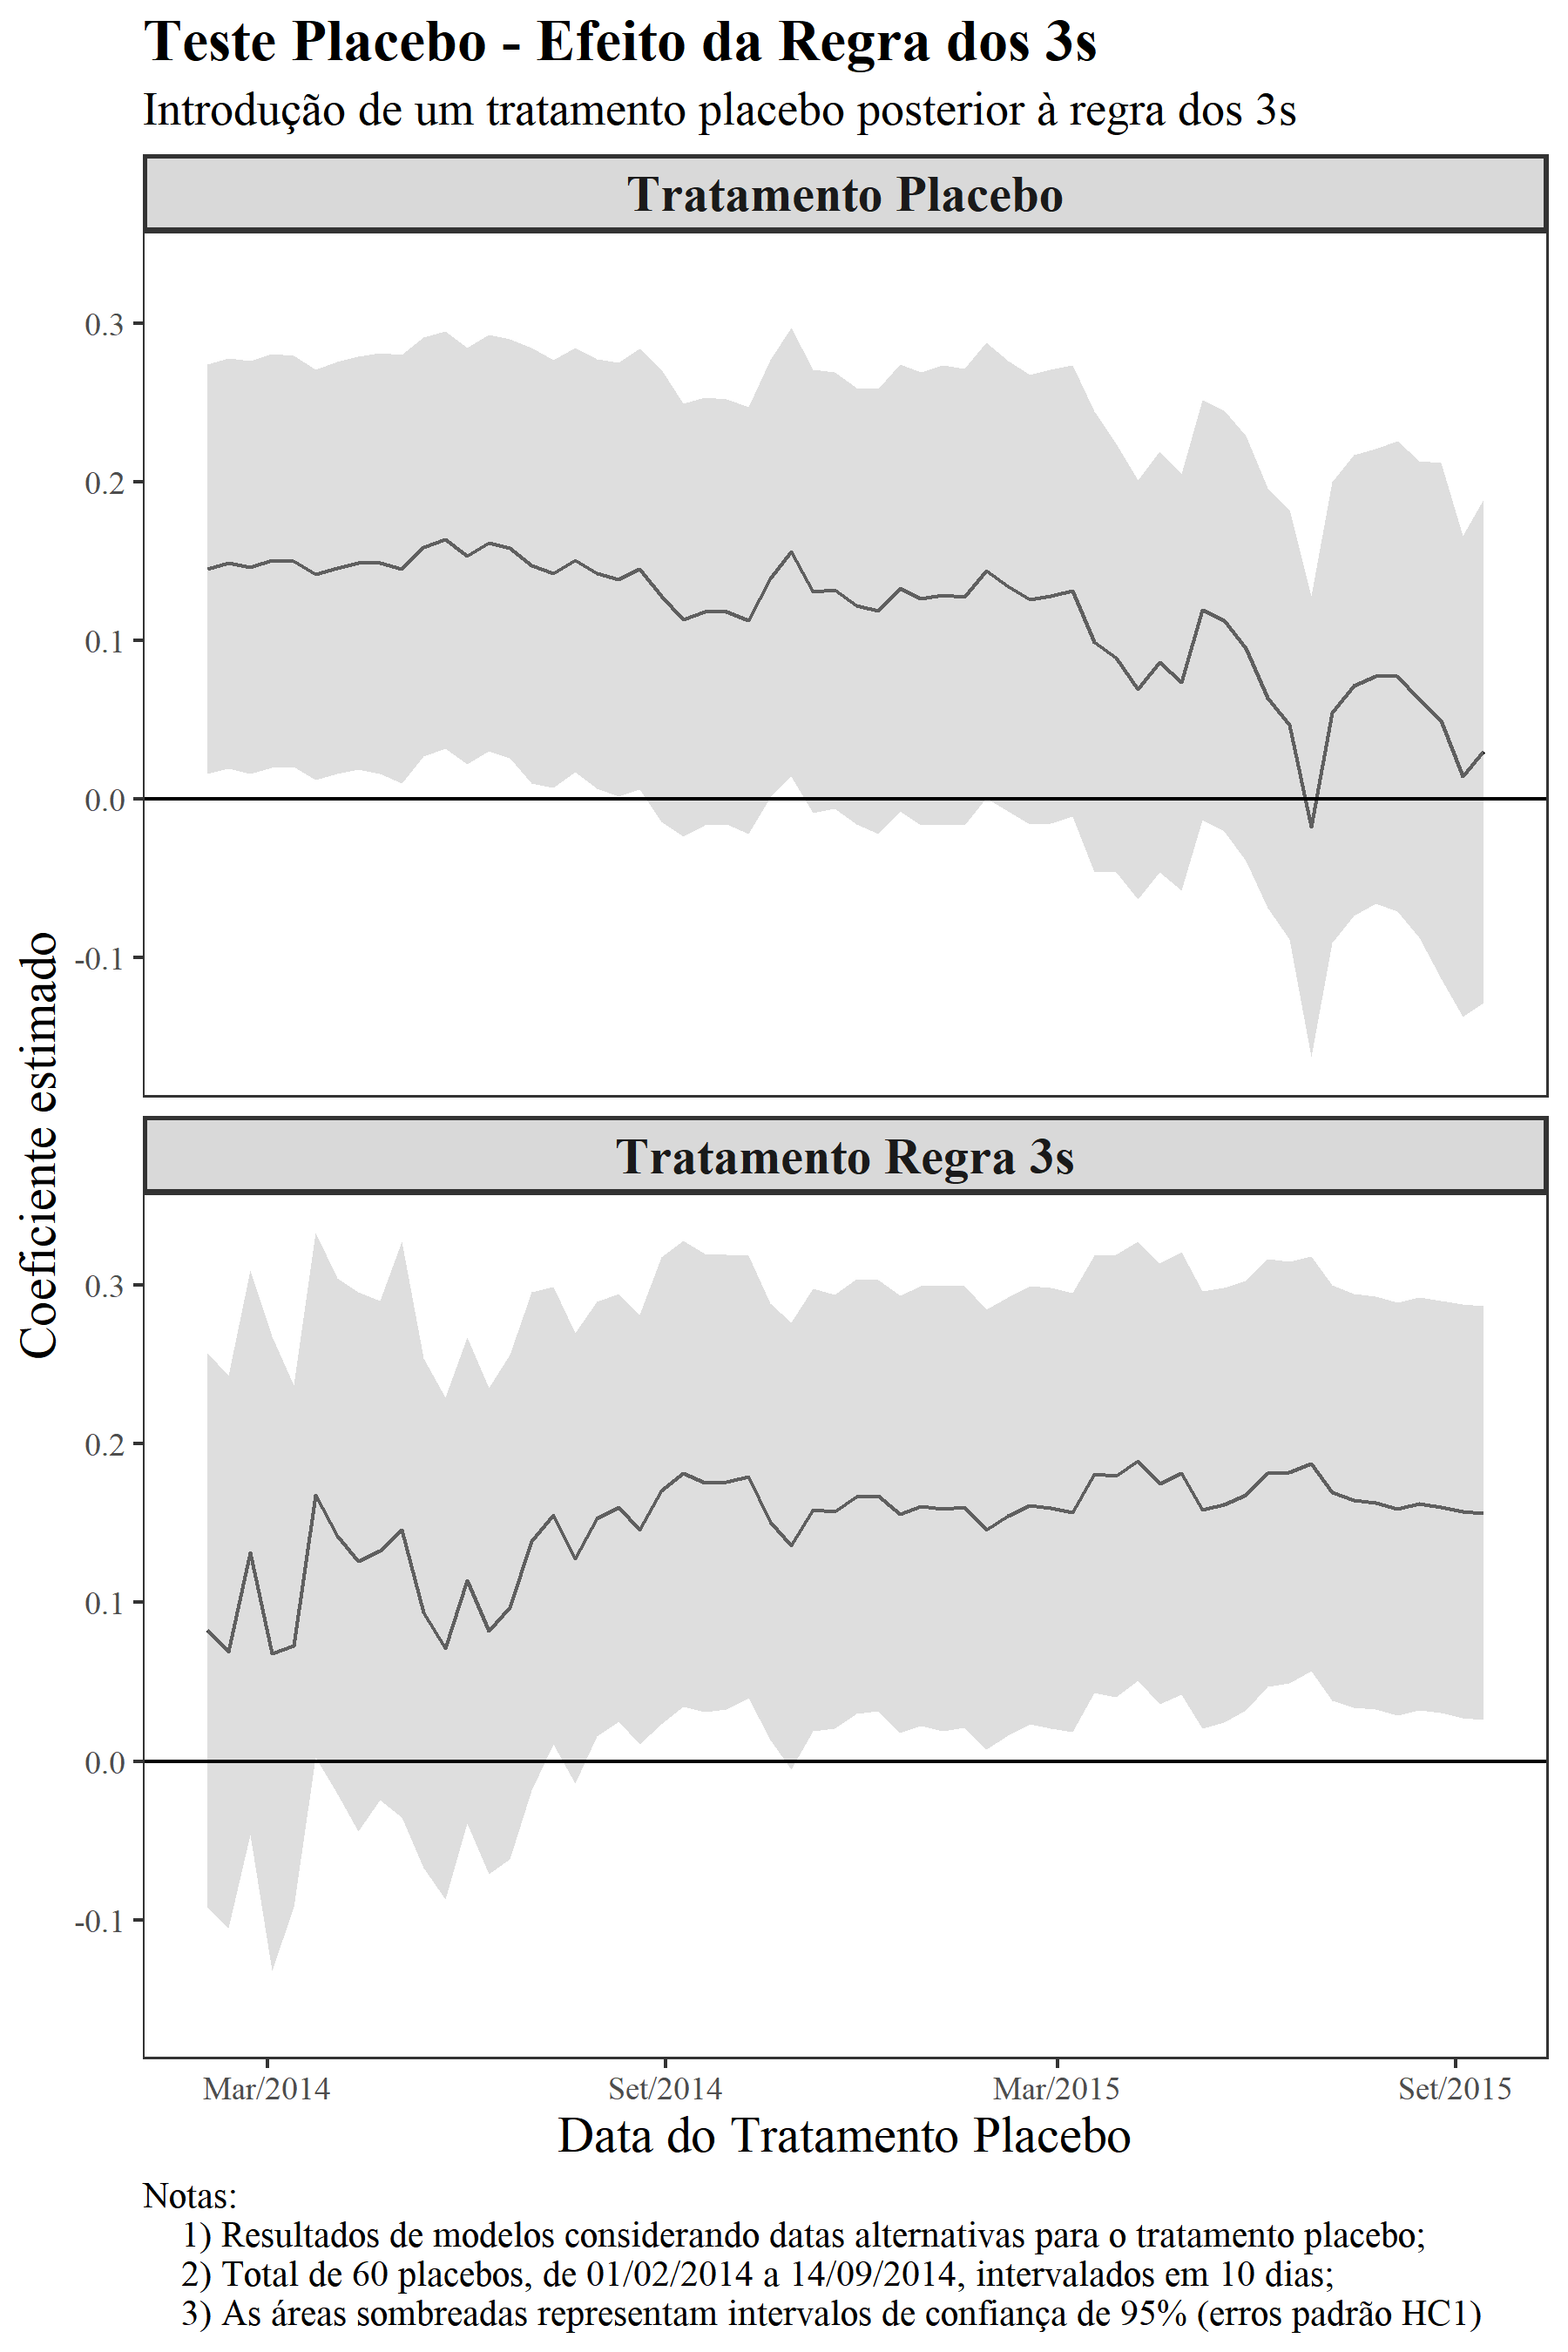 Teste Placebo - Efeito da Regra dos 3s
Introdução de um tratamento placebo posterior à regra dos 3s
Tratamento Placebo
0.3
0.2
0.1
0.0
-0.1
Tratamento Regra 3s
0.3
0.2
0.1
0.0
-0.1
Coeficiente estimado
Mar/2014
Set/2014
Mar/2015
Set/2015
Data do Tratamento Placebo
Notas:
1) Resultados de modelos considerando datas alternativas para o tratamento placebo;
2) Total de 60 placebos, de 01/02/2014 a 14/09/2014, intervalados em 10 dias;
3) As áreas sombreadas representam intervalos de confiança de 95% (erros padrão HC1)